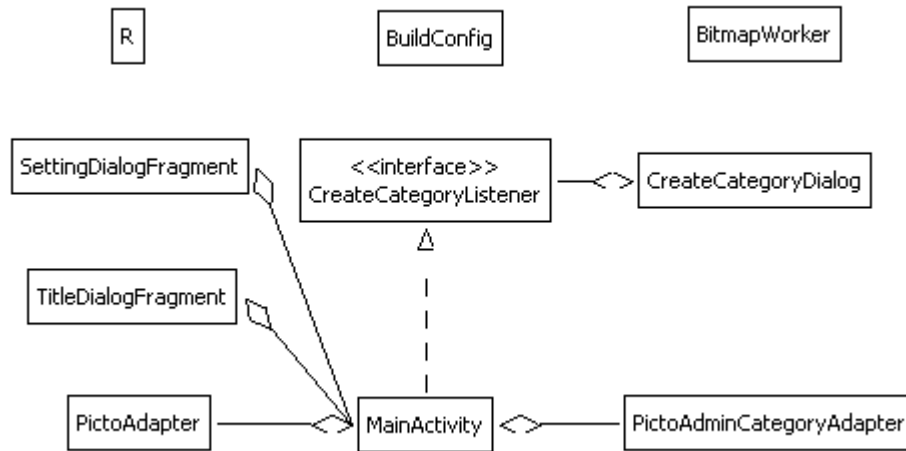 R
BuildConfig
BitmapWorker
SettingDialogFragment
<<interface>>
CreateCategoryListener
CreateCategoryDialog
TitleDialogFragment
PictoAdapter
MainActivity
PictoAdminCategoryAdapter